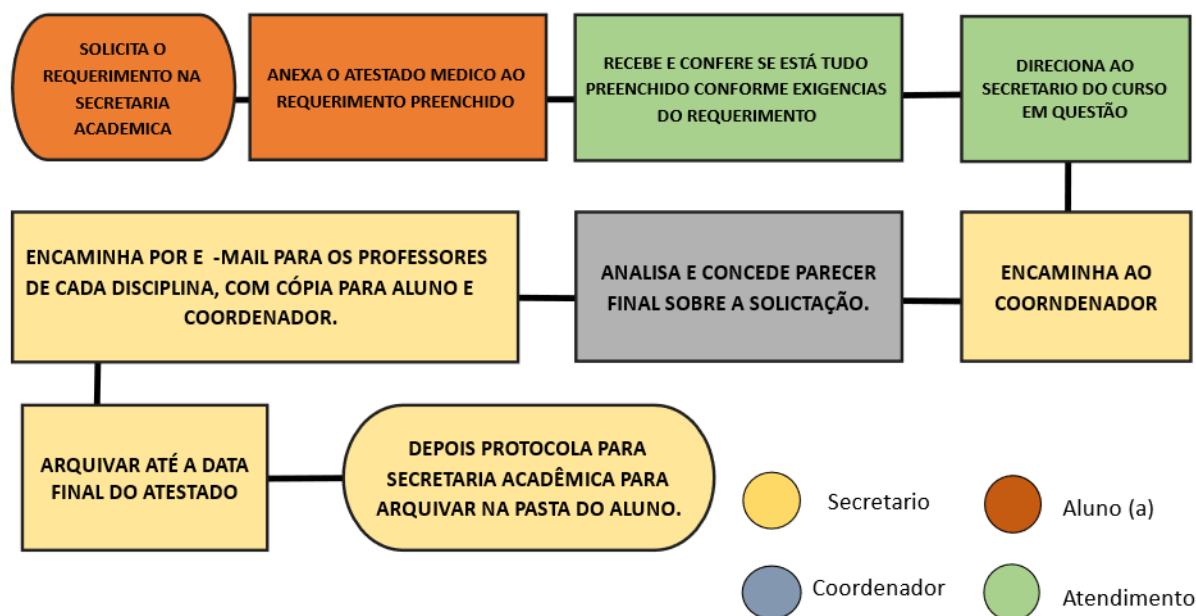 SOLICITA O
REQUERIMENTO NA
SECRETARIA
ACADEMICA
ANEXA O ATESTADO MEDICO AO
REQUERIMENTO PREENCHIDO
RECEBE E CONFERE SE ESTÁ TUDO
PREENCHIDO CONFORME EXIGENCIAS
DO REQUERIMENTO
DIRECIONA AO
SECRETARIO DO CURSO
EM QUESTÃO
ENCAMINHA AO
COORNDENADOR
ANALISA E CONCEDE PARECER
FINAL SOBRE A SOLICTAÇÃO.
ENCAMINHA POR E -MAIL PARA OS PROFESSORES
DE CADA DISCIPLINA, COM CÓPIA PARA ALUNO E
COORDENADOR.
ARQUIVAR ATÉ A DATA
FINAL DO ATESTADO
DEPOIS PROTOCOLA PARA
SECRETARIA ACADÊMICA PARA
ARQUIVAR NA PASTA DO ALUNO.
Secretario
Aluno (a)
Coordenador
Atendimento